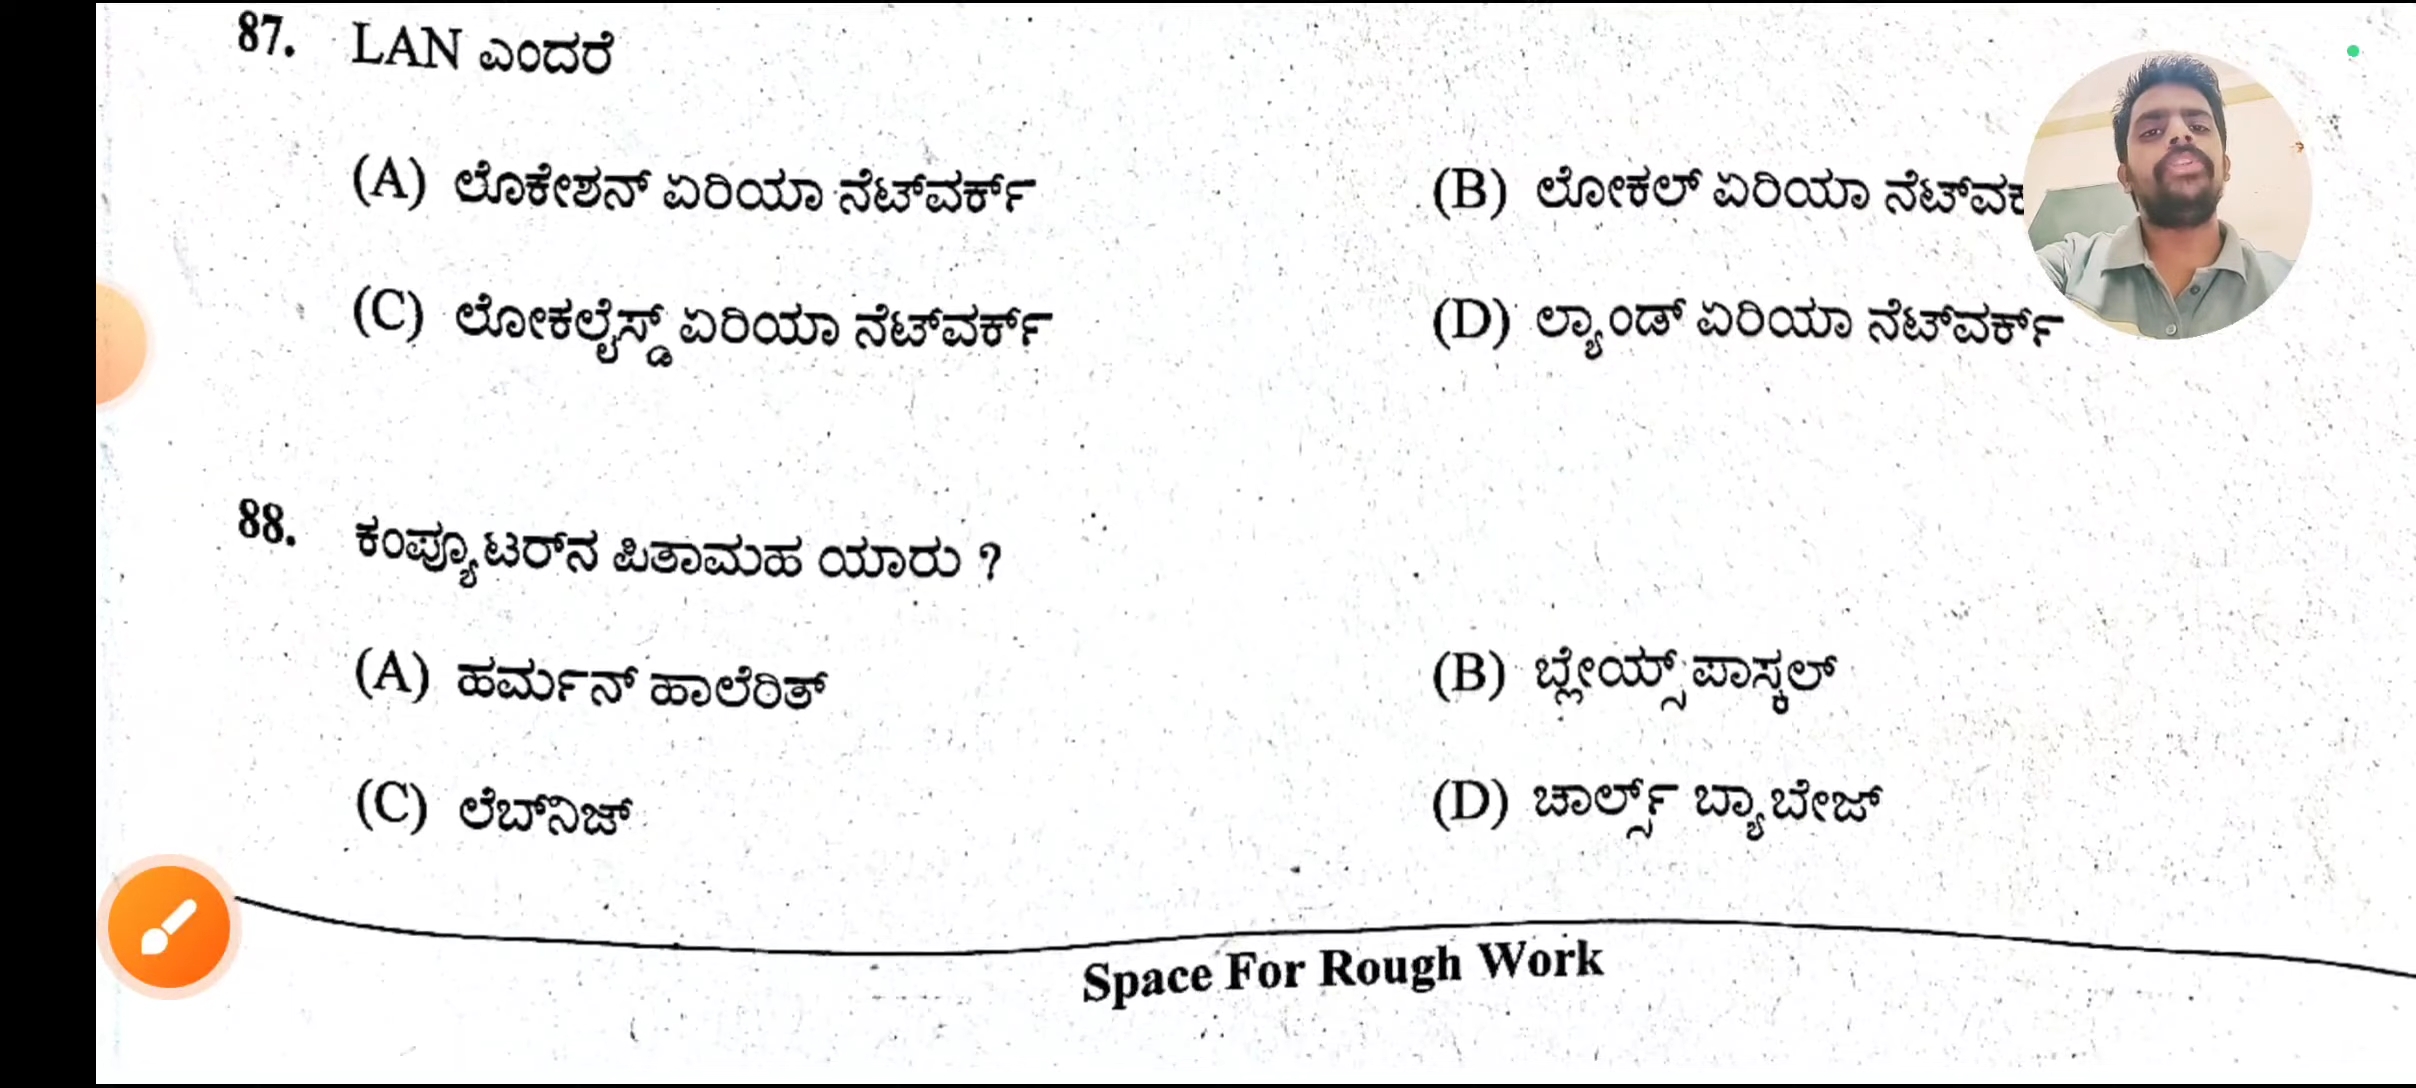 87. LAN ಎಂದರೆ
(A) ಲೊಕೇಶನ್ ಏರಿಯಾ ನೆಟ್‌ವರ್ಕ್
(B) ಲೋಕಲ್ ಏರಿಯಾ
(C) ಲೋಕಲೈಸ್ಡ್ ಏರಿಯಾ ನೆಟ್‌ವರ್ಕ್
(D) ಲ್ಯಾಂಡ್ ಏರಿಯಾ ನೆಟ್‌ವರ್ಕ್
88. ಕಂಪ್ಯೂಟರ್‌ನ ಪಿತಾಮಹ ಯಾರು ?
(A) ಹರ್ಮನ್ ಹಾಲೆರಿತ್
(B) ಬ್ಲೇಯ್ಸ್ ಪಾಸ್ಕಲ್
(C) ಲೆಬ್‌ನಿಜ್
(D) ಚಾರ್ಲ್ಸ್ ಬ್ಯಾಬೇಜ್
Space For Rough Work